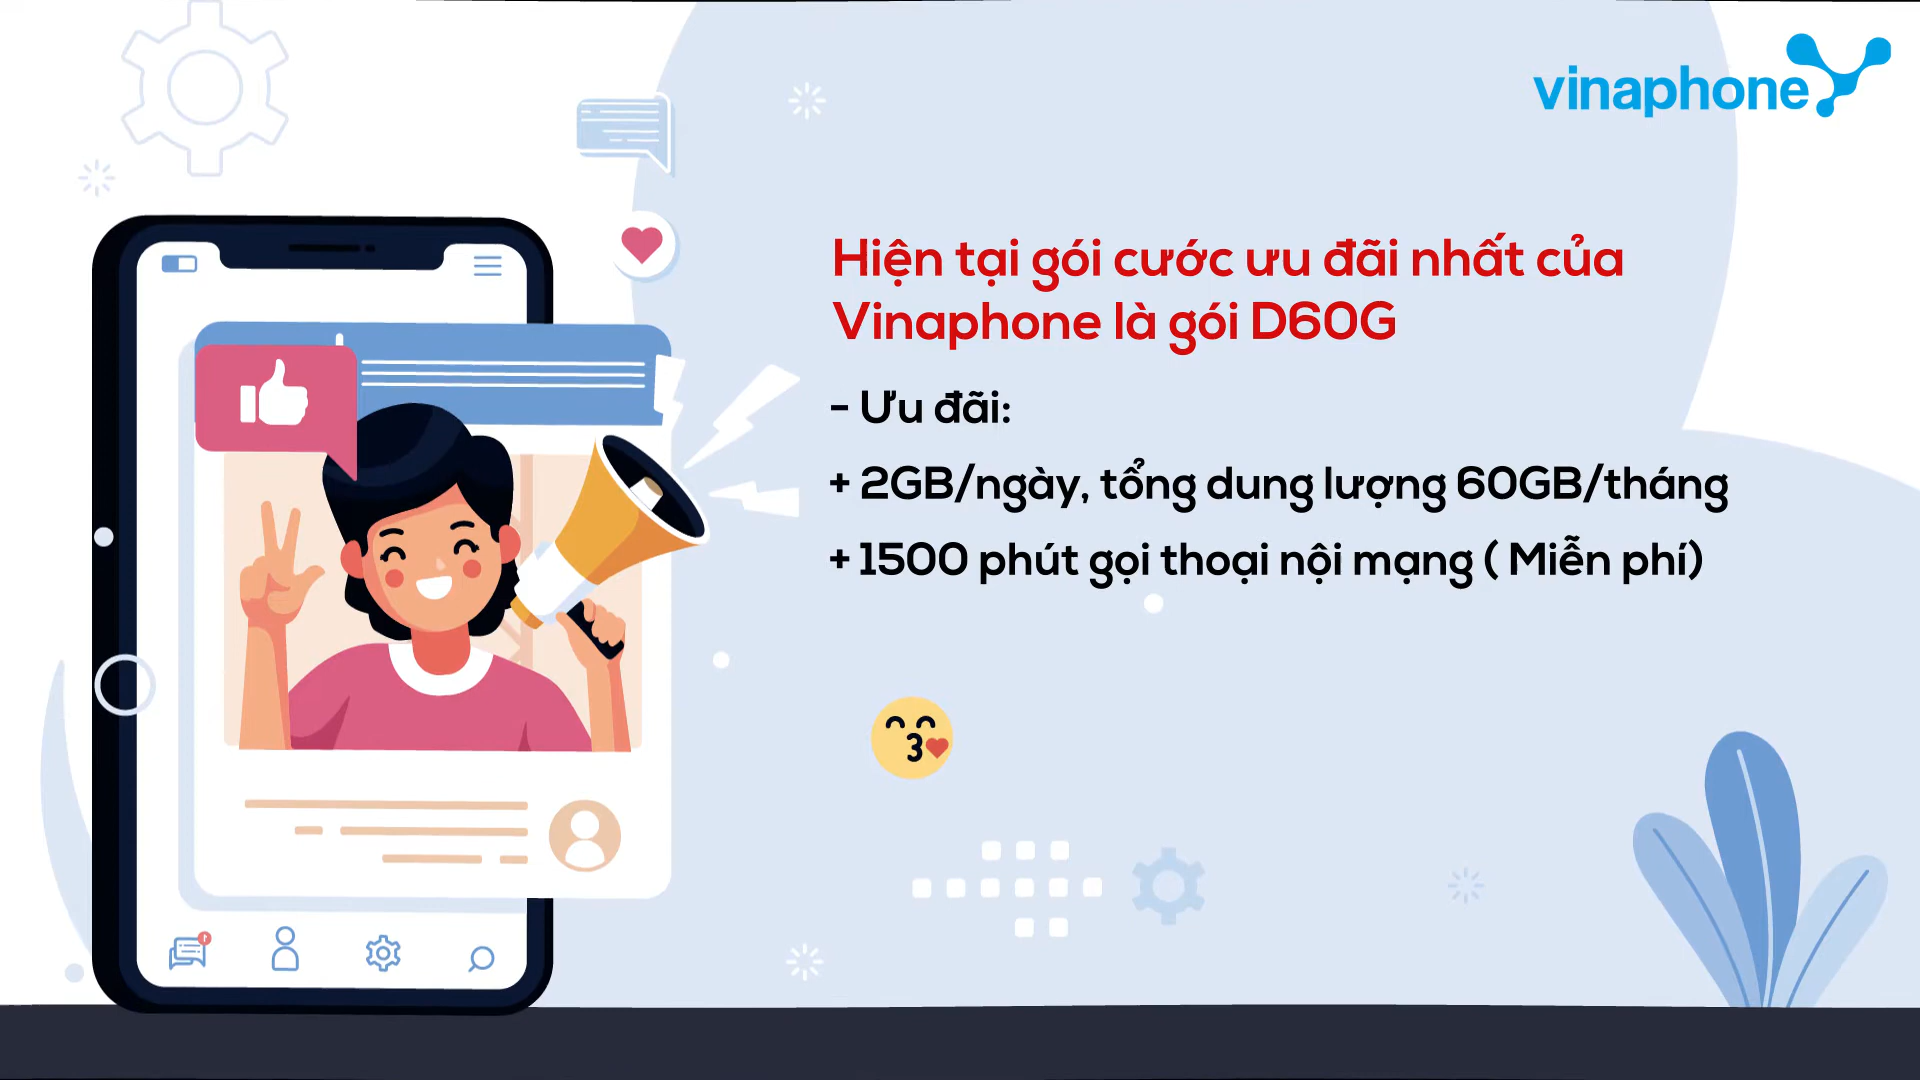 vinaphone
Hiện tại gói cước ưu đãi nhất của
Vinaphone là gói D60G
- Ưu đãi:
+ 2GB/ngày, tổng dung lượng 60GB/tháng
+ 1500 phút gọi thoại nội mạng ( Miễn phí)